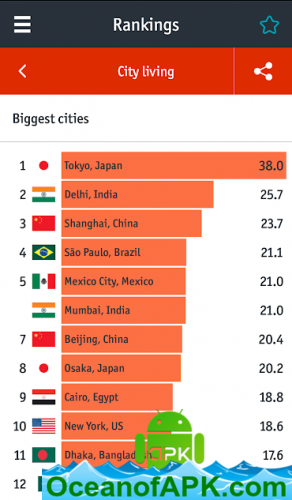 Rankings
City living
Biggest cities
1 Tokyo, Japan 38.0
2 Delhi, India 25.7
3 Shanghai, China 23.7
4 São Paulo, Brazil 21.1
5 Mexico City, Mexico 21.0
Mumbai, India 21.0
7 Beijing, China 20.4
8 Osaka, Japan 20.2
9 Cairo, Egypt 18.8
10 New York, US 18.6
11 Dhaka, Bangladesh 17.6
APK
12
OceanofAPK.com